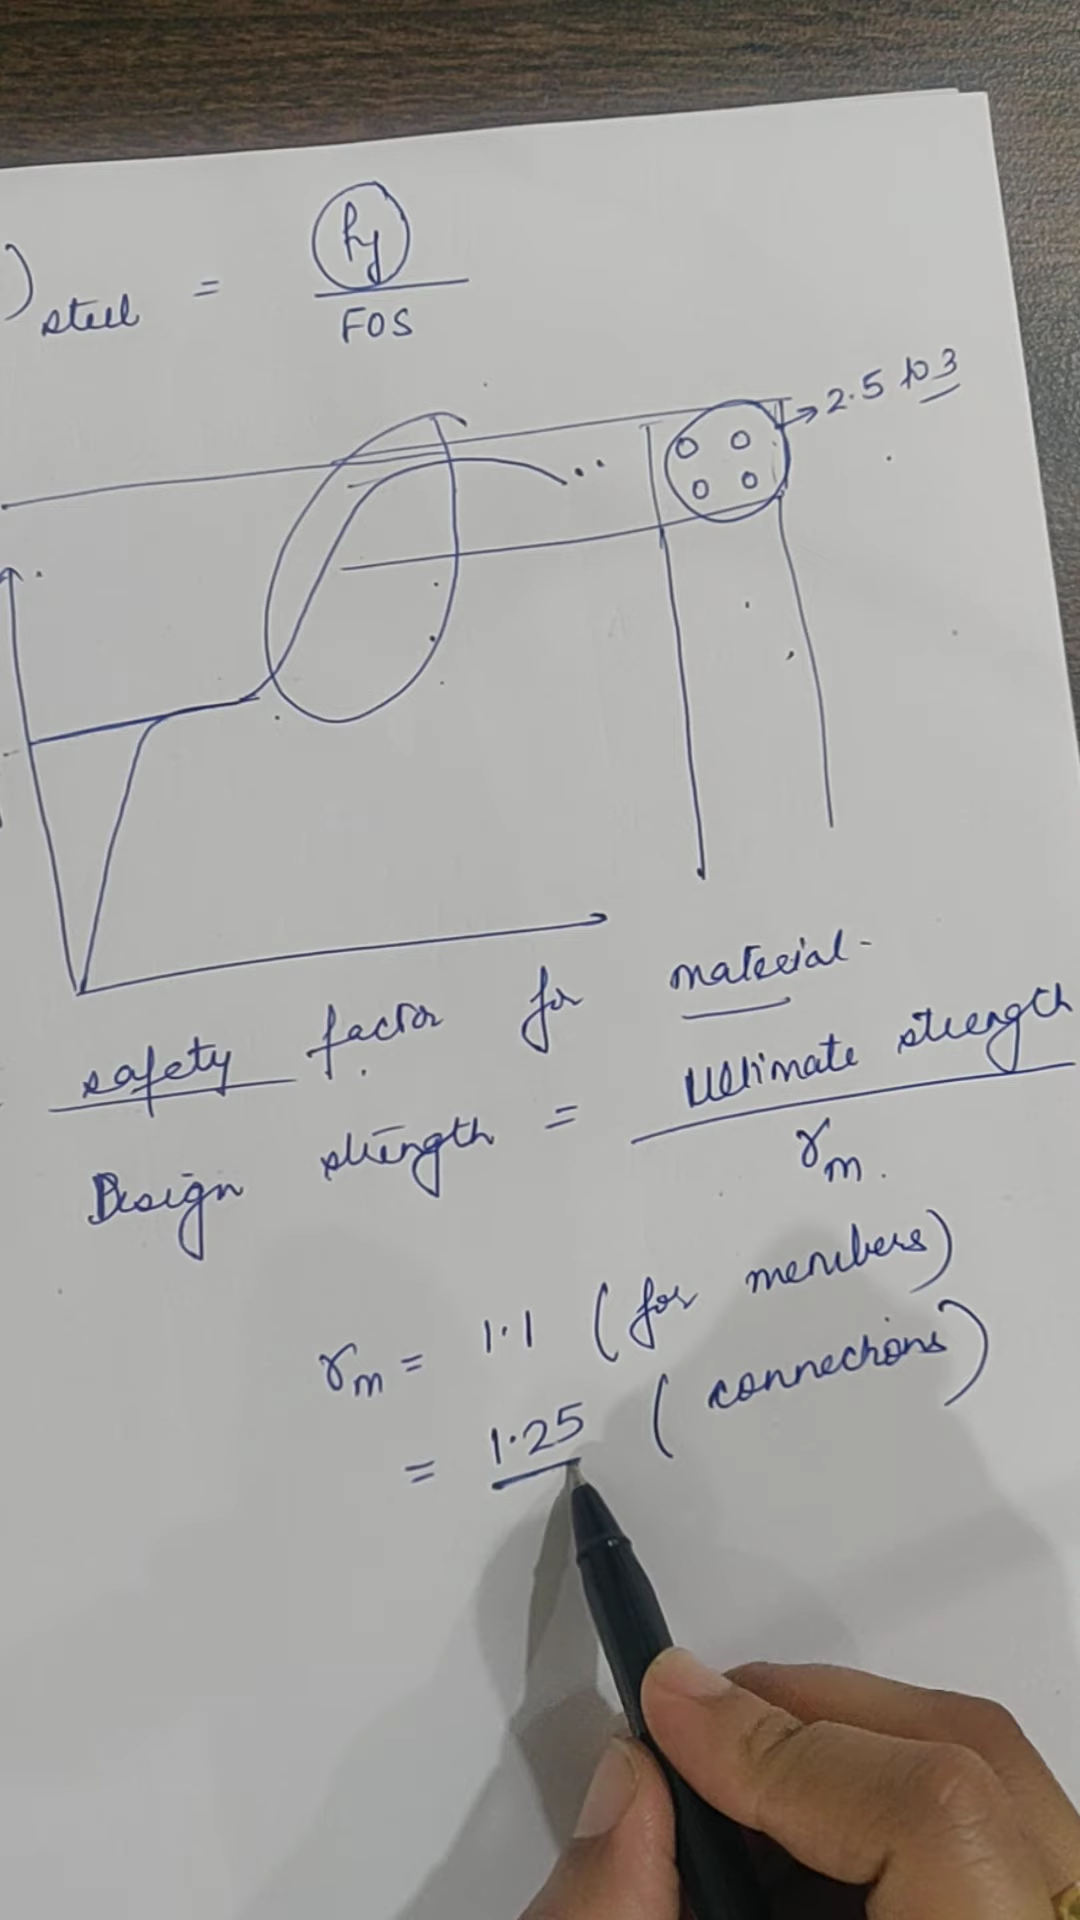 ) steel = fy
FOS
2.5 to 3
safety factor for material
Design strength = Ultimate strength
γm.
γm = 1.1 (for members)
= 1.25 (connections)